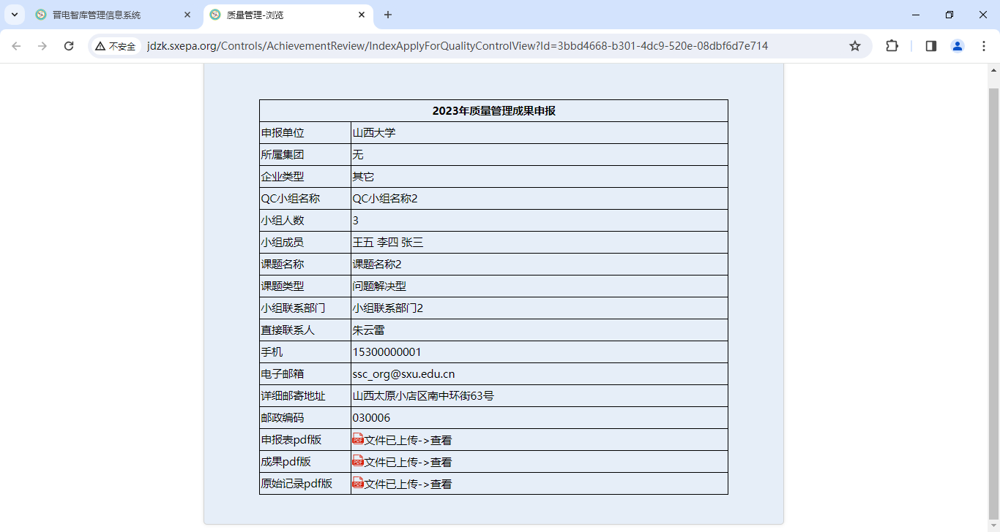 晋电智库管理信息系统
质量管理-浏览
不安全
jdzk.sxepa.org/Controls/AchievementReview/IndexApplyForQualityControlView?Id=3bbd4668-b301-4dc9-520e-08dbf6d7e714
2023年质量管理成果申报
申报单位 山西大学
所属集团 无
企业类型 其它
QC小组名称 QC小组名称2
小组人数 3
小组成员 王五 李四 张三
课题名称 课题名称2
课题类型 问题解决型
小组联系部门 小组联系部门2
直接联系人 朱云雷
手机 15300000001
电子邮箱 ssc_org@sxu.edu.cn
详细邮寄地址 山西太原小店区南中环街63号
邮政编码 030006
申报表pdf版 PDF文件已上传->查看
成果pdf版 PDF文件已上传->查看
原始记录pdf版 PDF文件已上传->查看